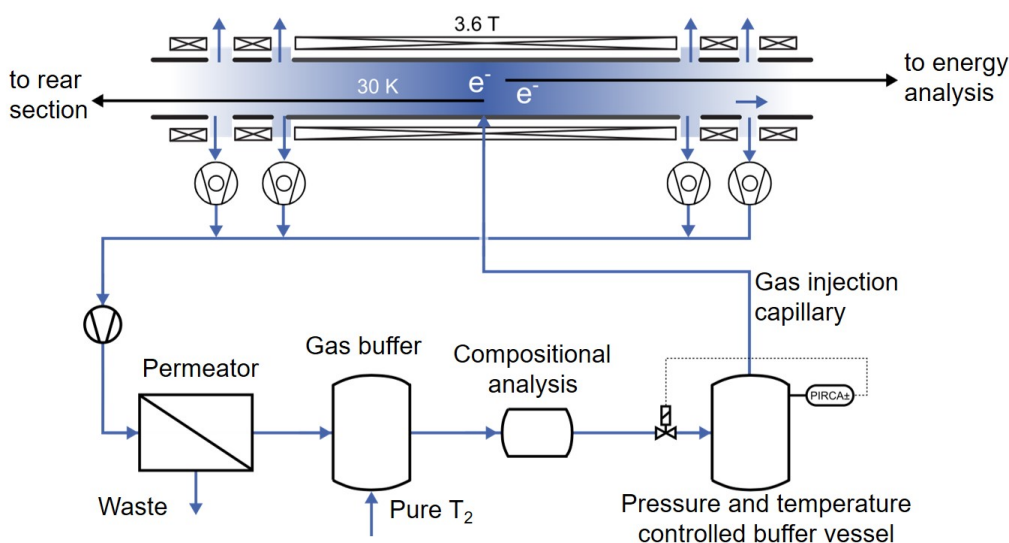 3.6 T
to rear
section
30 K
e-
e-
to energy
analysis
Gas injection
capillary
Permeator
Gas buffer
Compositional
analysis
PIRCA±
Waste
Pure T2
Pressure and temperature
controlled buffer vessel